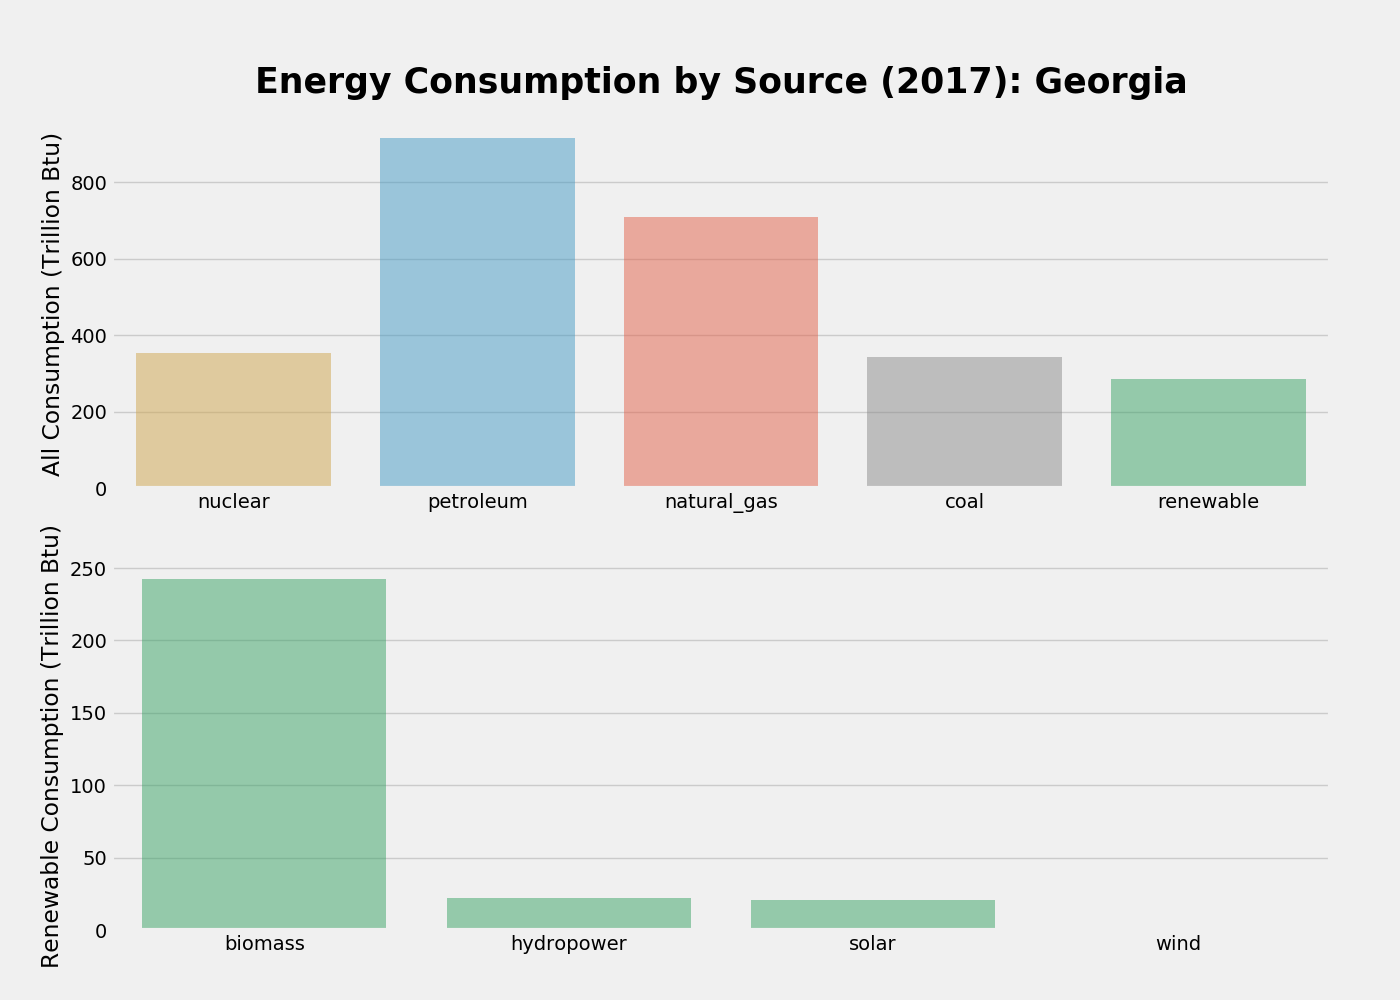 Energy Consumption by Source (2017): Georgia
All Consumption (Trillion Btu)
800
600
400
200
0
nuclear petroleum natural_gas coal renewable
Renewable Consumption (Trillion Btu)
250
200
150
100
50
0
biomass hydropower solar wind